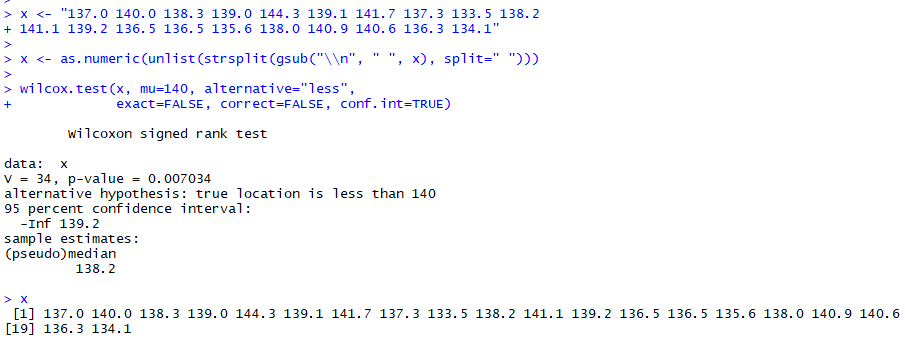 >
> x <- "137.0 140.0 138.3 139.0 144.3 139.1 141.7 137.3 133.5 138.2
+ 141.1 139.2 136.5 136.5 135.6 138.0 140.9 140.6 136.3 134.1"
>
> x <- as.numeric(unlist(strsplit(gsub("\\n", " ", x), split=" ")))
>
> wilcox.test(x, mu=140, alternative="less",
+             exact=FALSE, correct=FALSE, conf.int=TRUE)

        Wilcoxon signed rank test

data:  x
V = 34, p-value = 0.007034
alternative hypothesis: true location is less than 140
95 percent confidence interval:
  -Inf 139.2
sample estimates:
(pseudo)median
         138.2

> x
 [1] 137.0 140.0 138.3 139.0 144.3 139.1 141.7 137.3 133.5 138.2 141.1 139.2 136.5 136.5 135.6 138.0 140.9 140.6
[19] 136.3 134.1